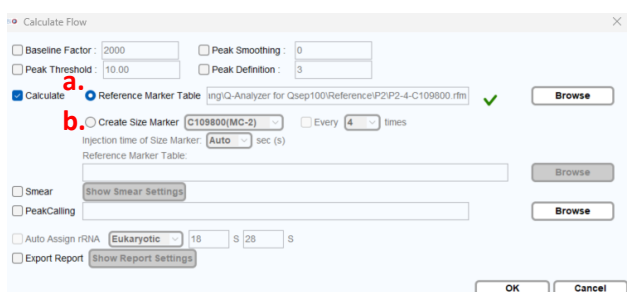 Calculate Flow
Baseline Factor : 2000 Peak Smoothing : 0
Peak Threshold : 10.00 Peak Definition : 3
a.
Calculate Reference Marker Table ing\Q-Analyzer for Qsep100\Reference\P2\P2-4-C109800.rfm Browse
b. Create Size Marker C109800(MC-2) Every 4 times
Injection time of Size Marker: Auto sec (s)
Reference Marker Table:
Browse
Smear Show Smear Settings
PeakCalling Browse
Auto Assign rRNA Eukaryotic 18 S 28 S
Export Report Show Report Settings
OK Cancel